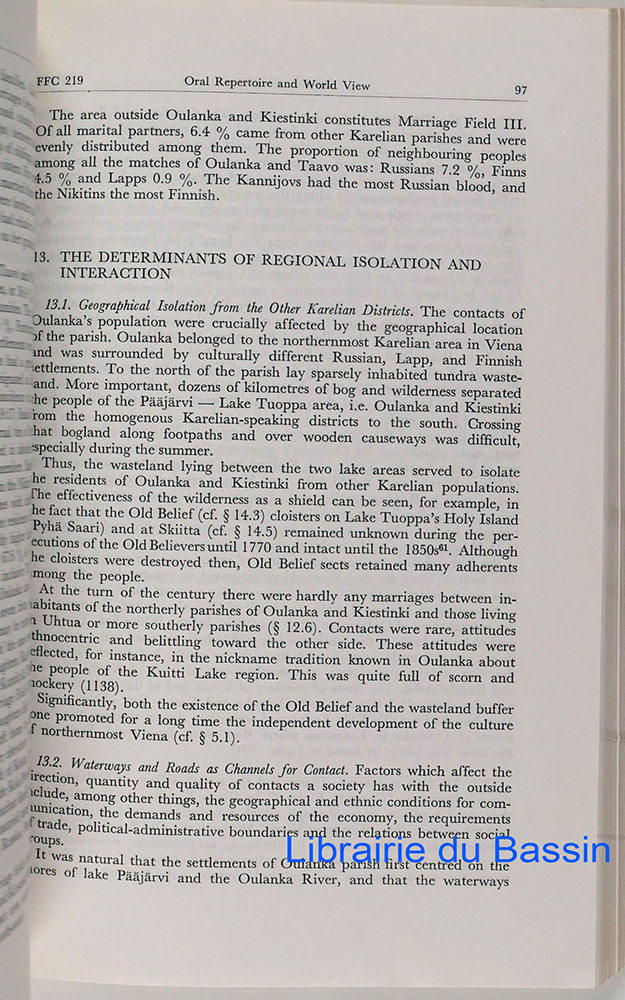 FFC 219 Oral Repertoire and World View 97
The area outside Oulanka and Kiestinki constitutes Marriage Field III.
Of all marital partners, 6.4 % came from other Karelian parishes and were
evenly distributed among them. The proportion of neighbouring peoples
among all the matches of Oulanka and Taavo was: Russians 7.2 %, Finns
4.5 % and Lapps 0.9 %. The Kannijovs had the most Russian blood, and
the Nikitins the most Finnish.
13. THE DETERMINANTS OF REGIONAL ISOLATION AND
INTERACTION
13.1. Geographical Isolation from the Other Karelian Districts. The contacts of
Oulanka's population were crucially affected by the geographical location
of the parish. Oulanka belonged to the northernmost Karelian area in Viena
and was surrounded by culturally different Russian, Lapp, and Finnish
settlements. To the north of the parish lay sparsely inhabited tundra waste-
land. More important, dozens of kilometres of bog and wilderness separated
the people of the Pääjärvi — Lake Tuoppa area, i.e. Oulanka and Kiestinki
from the homogenous Karelian-speaking districts to the south. Crossing
that bogland along footpaths and over wooden causeways was difficult,
especially during the summer.
Thus, the wasteland lying between the two lake areas served to isolate
he residents of Oulanka and Kiestinki from other Karelian populations.
The effectiveness of the wilderness as a shield can be seen, for example, in
he fact that the Old Belief (cf. § 14.3) cloisters on Lake Tuoppa's Holy Island
Pyhä Saari) and at Skiitta (cf. § 14.5) remained unknown during the per-
ecutions of the Old Believers until 1770 and intact until the 1850s⁶¹. Although
he cloisters were destroyed then, Old Belief sects retained many adherents
among the people.
At the turn of the century there were hardly any marriages between in-
abitants of the northerly parishes of Oulanka and Kiestinki and those living
n Uhtua or more southerly parishes (§ 12.6). Contacts were rare, attitudes
thnocentric and belittling toward the other side. These attitudes were
eflected, for instance, in the nickname tradition known in Oulanka about
he people of the Kuitti Lake region. This was quite full of scorn and
mockery (1138).
Significantly, both the existence of the Old Belief and the wasteland buffer
one promoted for a long time the independent development of the culture
f northernmost Viena (cf. § 5.1).
13.2. Waterways and Roads as Channels for Contact. Factors which affect the
irection, quantity and quality of contacts a society has with the outside
nclude, among other things, the geographical and ethnic conditions for com-
munication, the demands and resources of the economy, the requirements
f trade, political-administrative boundaries and the relations between social
roups.
It was natural that the settlements of Oulanka parish first centred on the
hores of lake Pääjärvi and the Oulanka River, and that the waterways
Librairie du Bassin